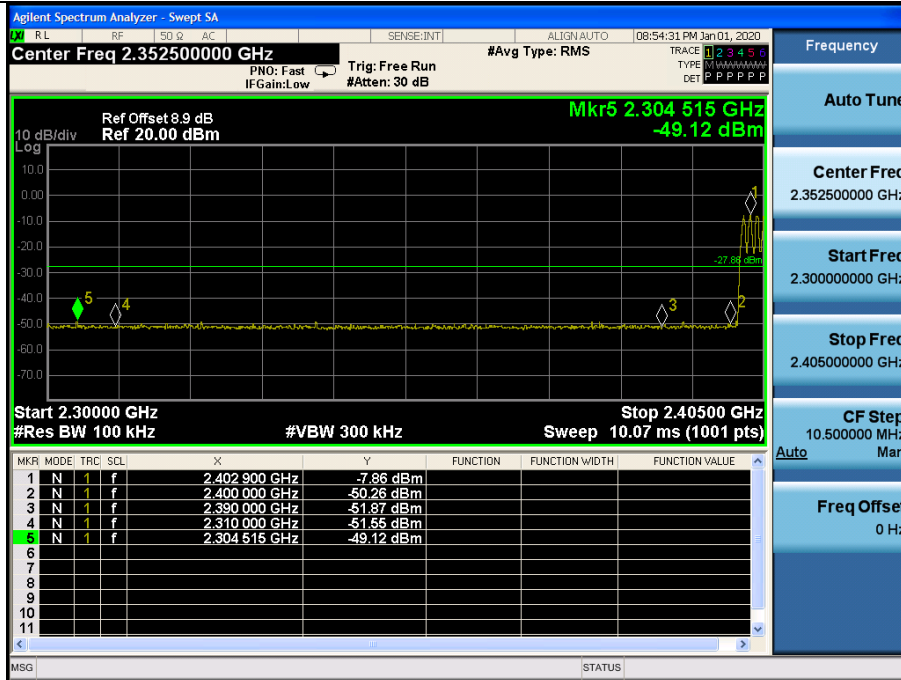 Agilent Spectrum Analyzer - Swept SA
LXI RL RF 50 Ω AC SENSE:INT ALIGN AUTO 08:54:31 PM Jan 01, 2020
Center Freq 2.352500000 GHz
PNO: Fast
IFGain:Low
Trig: Free Run
#Atten: 30 dB
#Avg Type: RMS
TRACE 1 2 3 4 5 6
TYPE M W W W W W
DET P P P P P P
Ref Offset 8.9 dB
10 dB/div Ref 20.00 dBm
Log
Mkr5 2.304 515 GHz
-49.12 dBm
10.0
0.00
-10.0
-20.0
-30.0
-40.0
-50.0
-60.0
-70.0
1
-27.86 dBm
5
4
3
2
Start 2.30000 GHz Stop 2.40500 GHz
#Res BW 100 kHz #VBW 300 kHz Sweep 10.07 ms (1001 pts)
MKR MODE TRC SCL X Y FUNCTION FUNCTION WIDTH FUNCTION VALUE
1 N 1 f 2.402 900 GHz -7.86 dBm
2 N 1 f 2.400 000 GHz -50.26 dBm
3 N 1 f 2.390 000 GHz -51.87 dBm
4 N 1 f 2.310 000 GHz -51.55 dBm
5 N 1 f 2.304 515 GHz -49.12 dBm
6
7
8
9
10
11
MSG STATUS
Frequency
Auto Tune
Center Freq
2.352500000 GHz
Start Freq
2.300000000 GHz
Stop Freq
2.405000000 GHz
CF Step
10.500000 MHz
Auto Man
Freq Offset
0 Hz